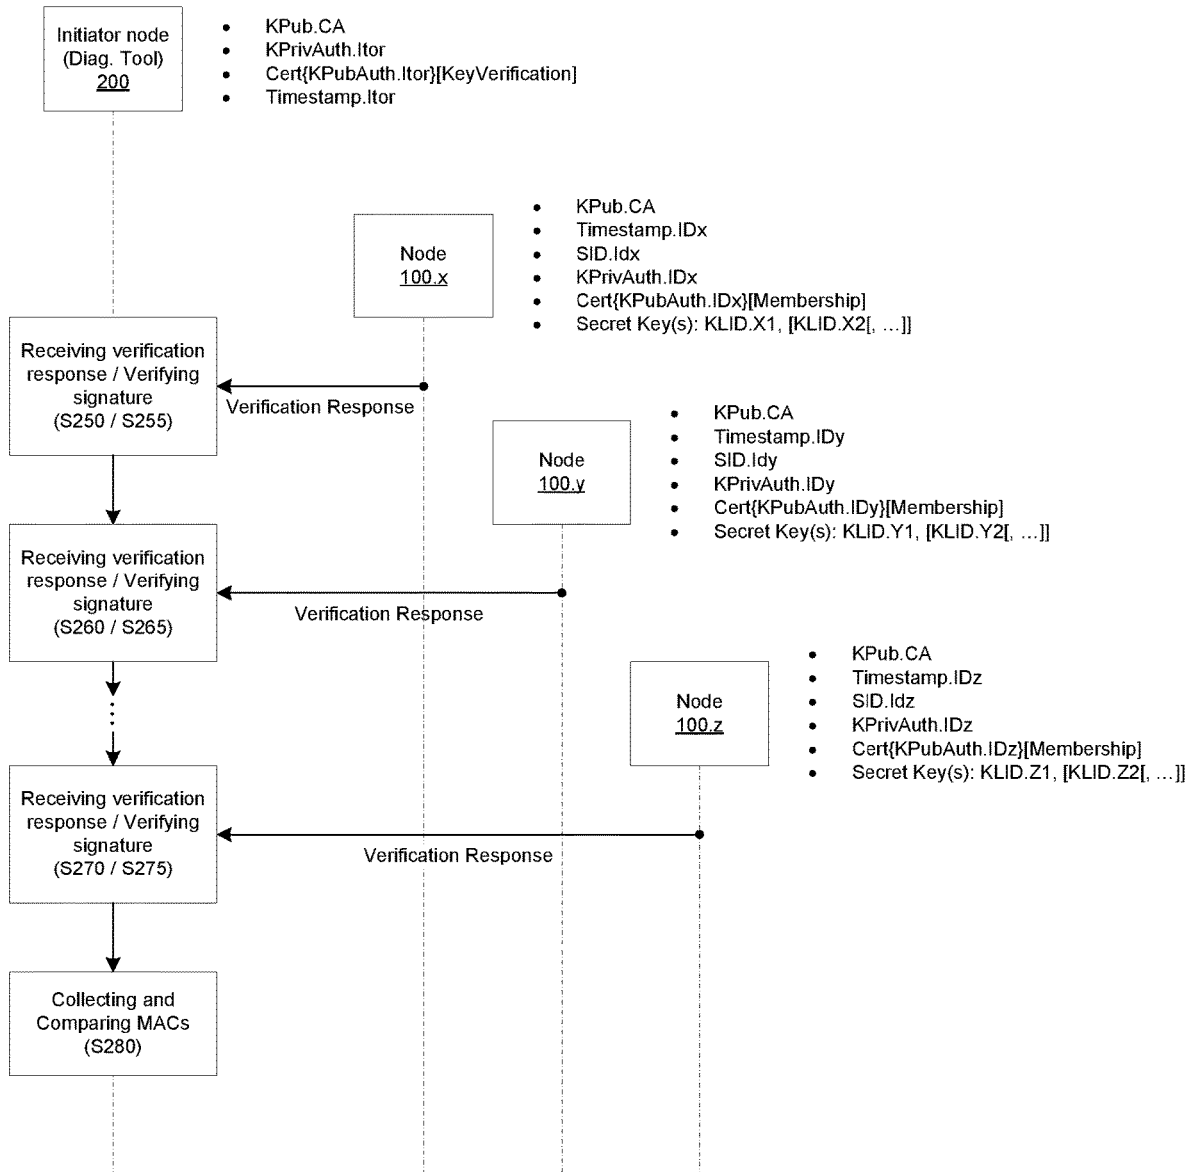 Initiator node
(Diag. Tool)
200
• KPub.CA
• KPrivAuth.Itor
• Cert{KPubAuth.Itor}[KeyVerification]
• Timestamp.Itor
Node
100.x
• KPub.CA
• Timestamp.IDx
• SID.Idx
• KPrivAuth.IDx
• Cert{KPubAuth.IDx}[Membership]
• Secret Key(s): KLID.X1, [KLID.X2[, …]]
Receiving verification
response / Verifying
signature
(S250 / S255)
Verification Response
Node
100.y
• KPub.CA
• Timestamp.IDy
• SID.Idy
• KPrivAuth.IDy
• Cert{KPubAuth.IDy}[Membership]
• Secret Key(s): KLID.Y1, [KLID.Y2[, …]]
Receiving verification
response / Verifying
signature
(S260 / S265)
Verification Response
Node
100.z
• KPub.CA
• Timestamp.IDz
• SID.Idz
• KPrivAuth.IDz
• Cert{KPubAuth.IDz}[Membership]
• Secret Key(s): KLID.Z1, [KLID.Z2[, …]]
Receiving verification
response / Verifying
signature
(S270 / S275)
Verification Response
Collecting and
Comparing MACs
(S280)